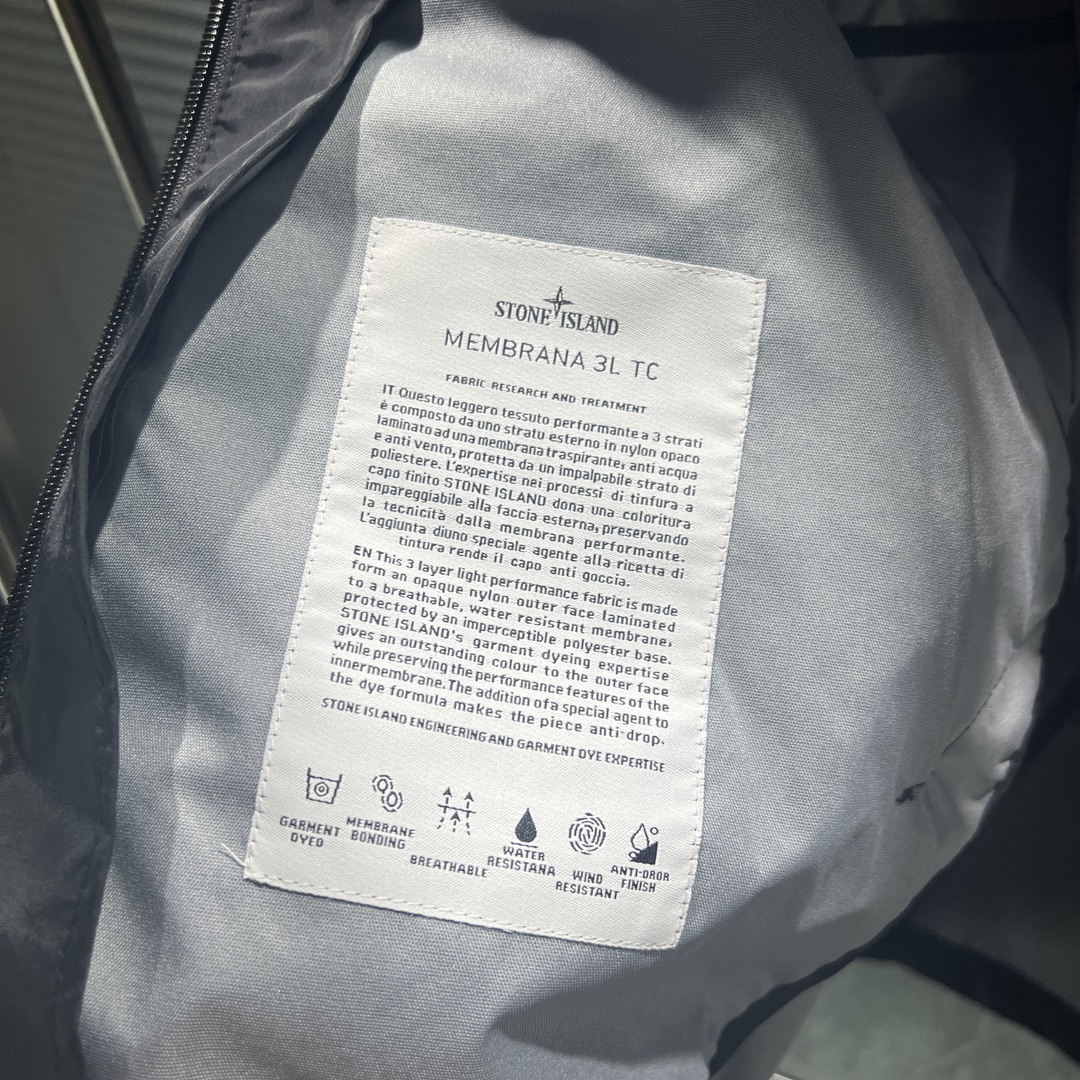 STONE ISLAND
MEMBRANA 3L TC
FABRIC RESEARCH AND TREATMENT
IT Questo leggero tessuto performante a 3 strati
è composto da uno stratu esterno in nylon opaco
laminato ad una membrana traspirante, anti acqua
e anti vento, protetta da un impalpabile strato di
poliestere. L'expertise nei processi di tinfura a
capo finito STONE ISLAND dona una coloritura
impareggiabile alla faccia esterna, preservando
la tecnicità dalla membrana performante.
L'aggiunta diuno speciale agente alla ricetta di
tintura rende il capo anti goccia.
EN This 3 layer light performance fabric is made
form an opaque nylon outer face laminated
to a breathable, water resistant membrane,
protected by an imperceptible polyester base.
STONE ISLAND's garment dyeing expertise
gives an outstanding colour to the outer face
while preserving the performance features of the
innermembrane. The addition ofa special agent to
the dye formula makes the piece anti-drop.
STONE ISLAND ENGINEERING AND GARMENT DYE EXPERTISE
GARMENT DYED
MEMBRANE BONDING
BREATHABLE
WATER RESISTANA
WIND RESISTANT
ANTI-DROR FINISH